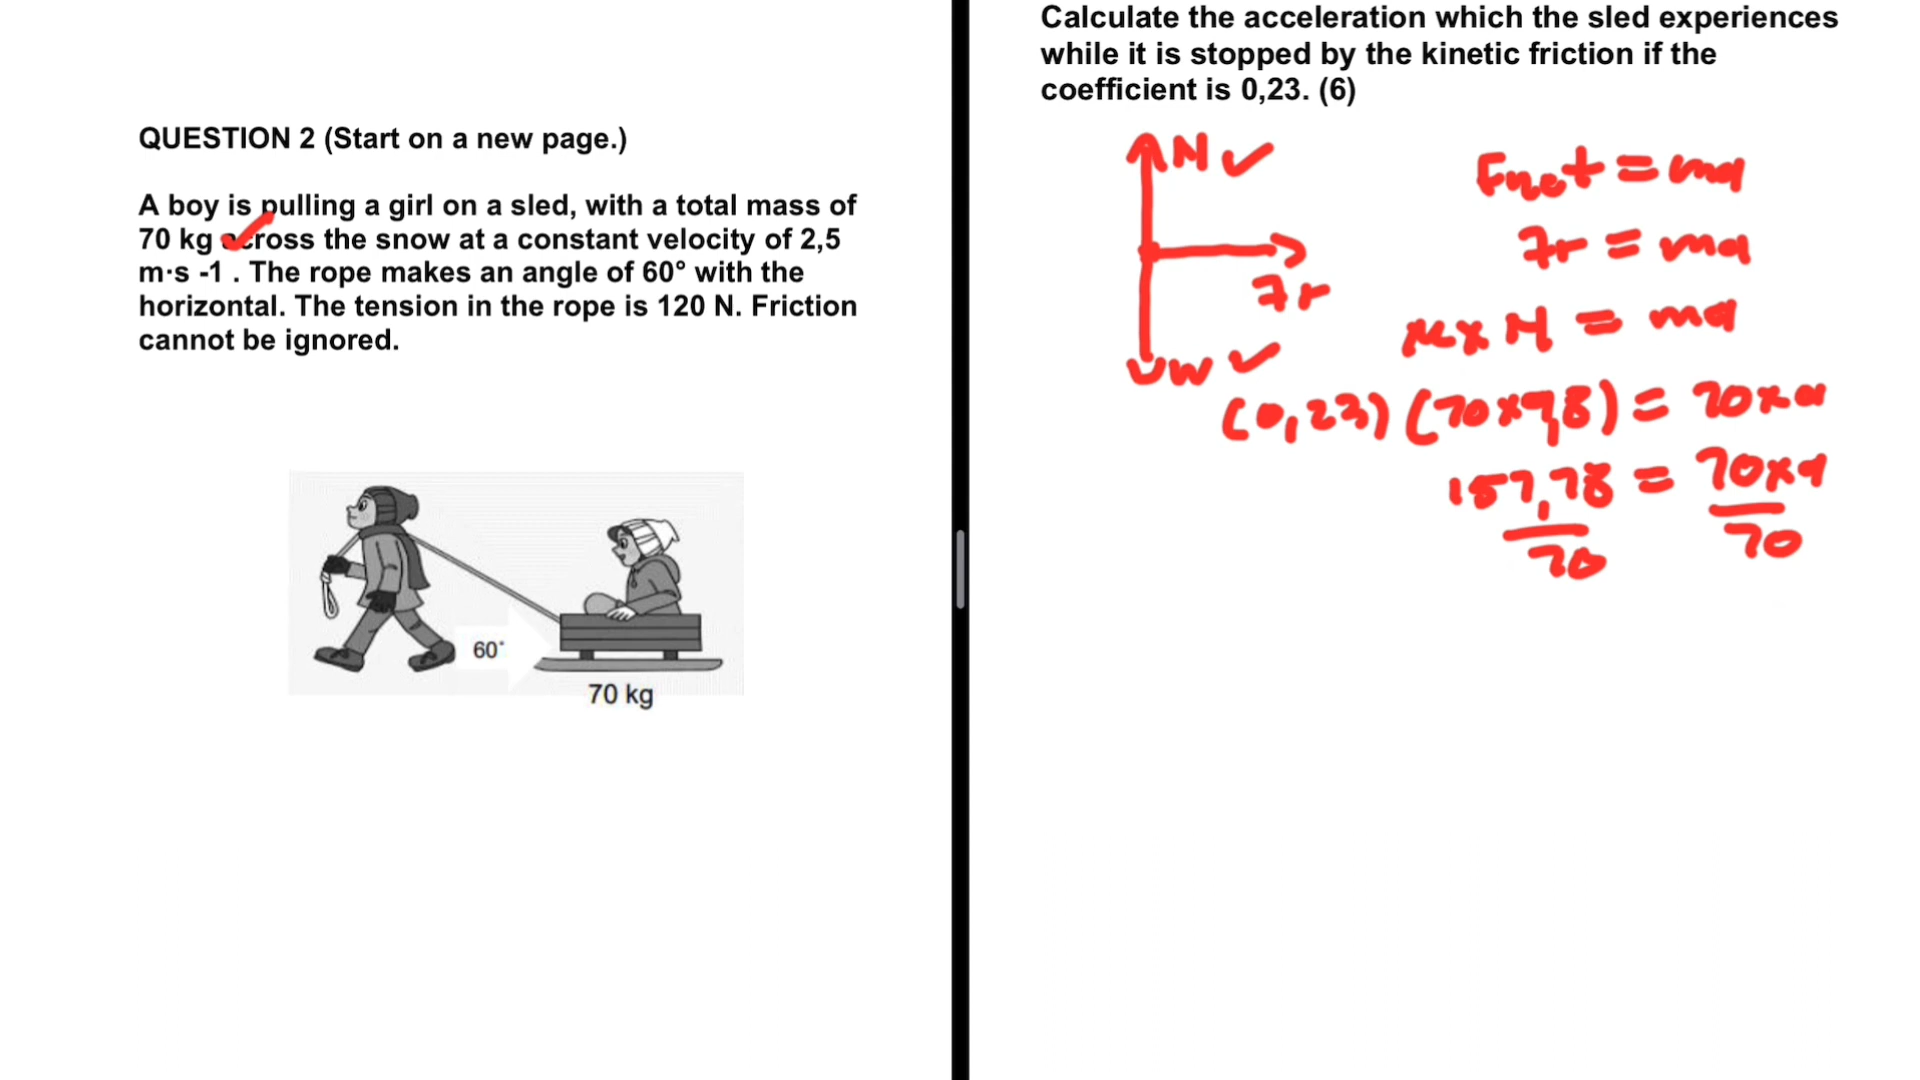 QUESTION 2 (Start on a new page.)
A boy is pulling a girl on a sled, with a total mass of
70 kg across the snow at a constant velocity of 2,5
m·s -1 . The rope makes an angle of 60° with the
horizontal. The tension in the rope is 120 N. Friction
cannot be ignored.
60°
70 kg
Calculate the acceleration which the sled experiences
while it is stopped by the kinetic friction if the
coefficient is 0,23. (6)
N ✓
Fr
W ✓
Fnet = ma
Fr = ma
μ x N = ma
(0,23) (70x9,8) = 70 x a
157,78 = 70 x a
70 70